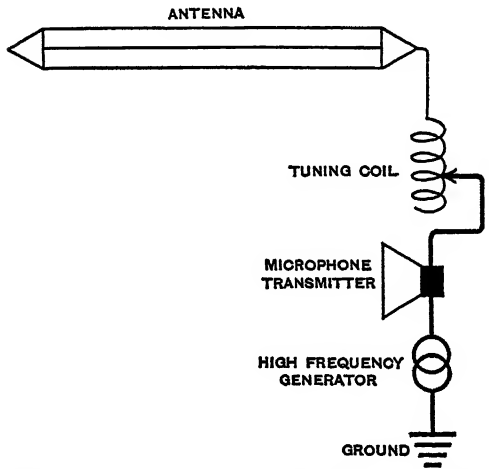 ANTENNA
TUNING COIL
MICROPHONE
TRANSMITTER
HIGH FREQUENCY
GENERATOR
GROUND